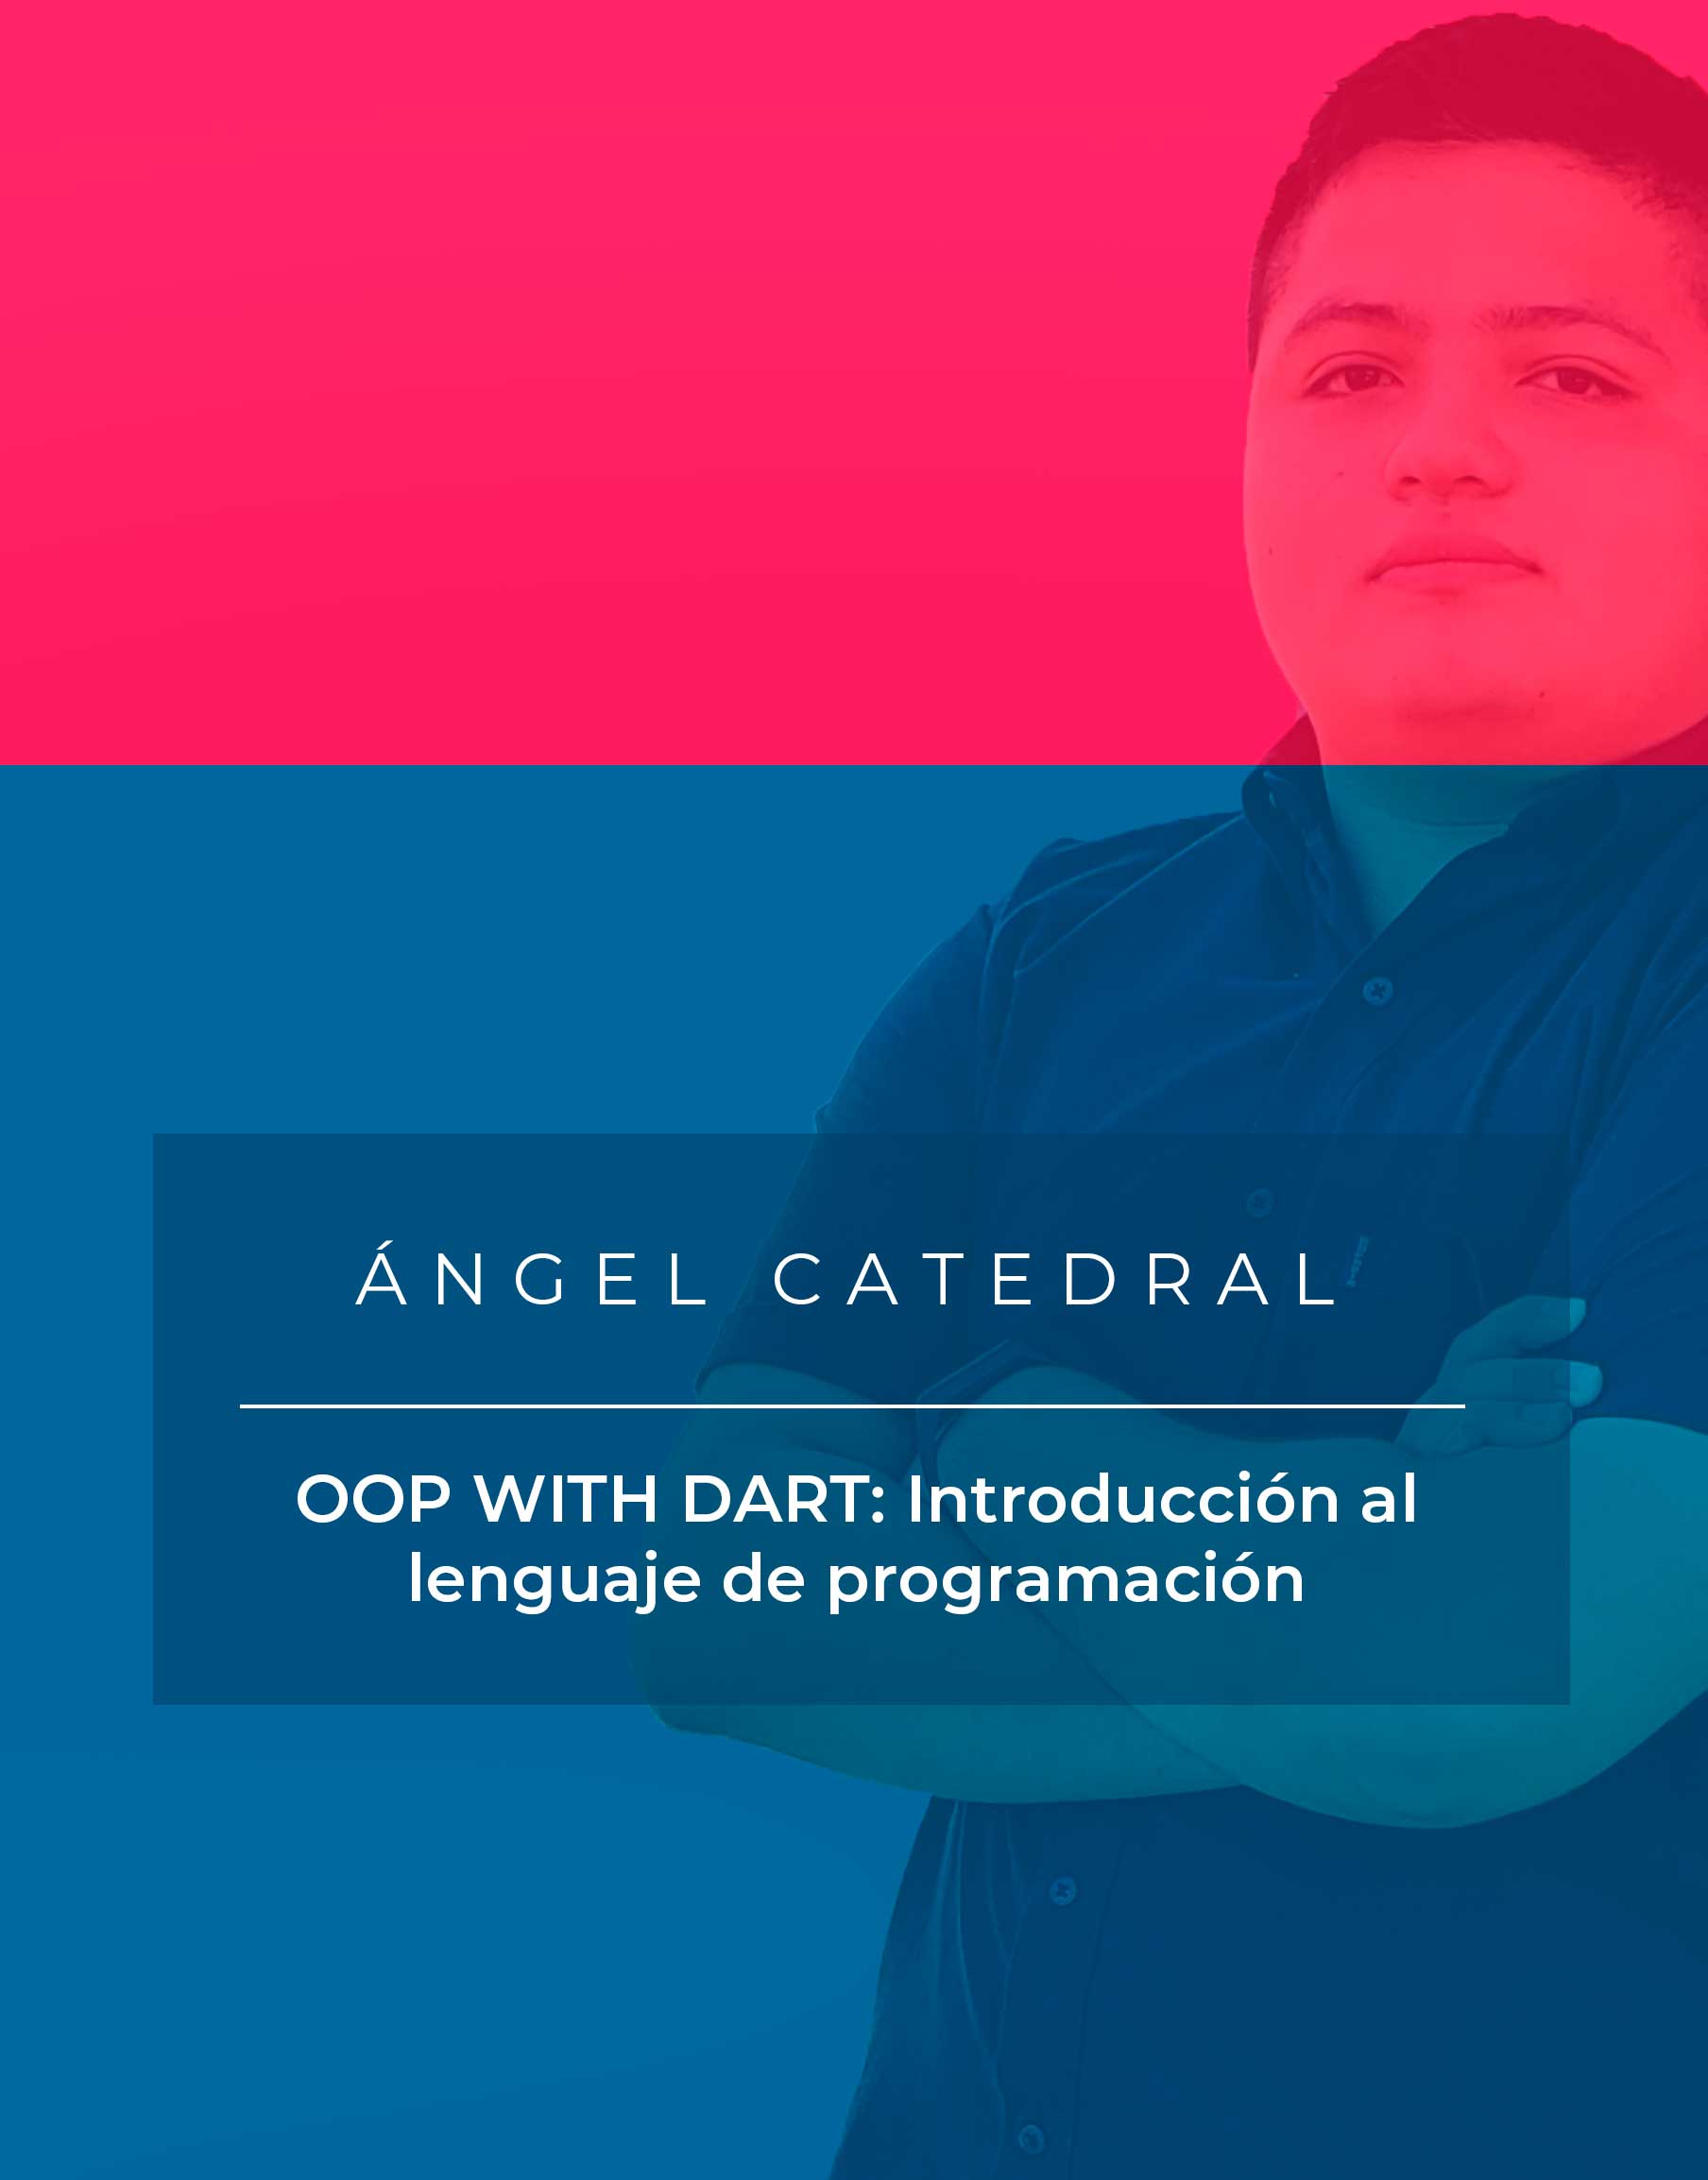 ÁNGEL CATEDRAL
OOP WITH DART: Introducción al
lenguaje de programación